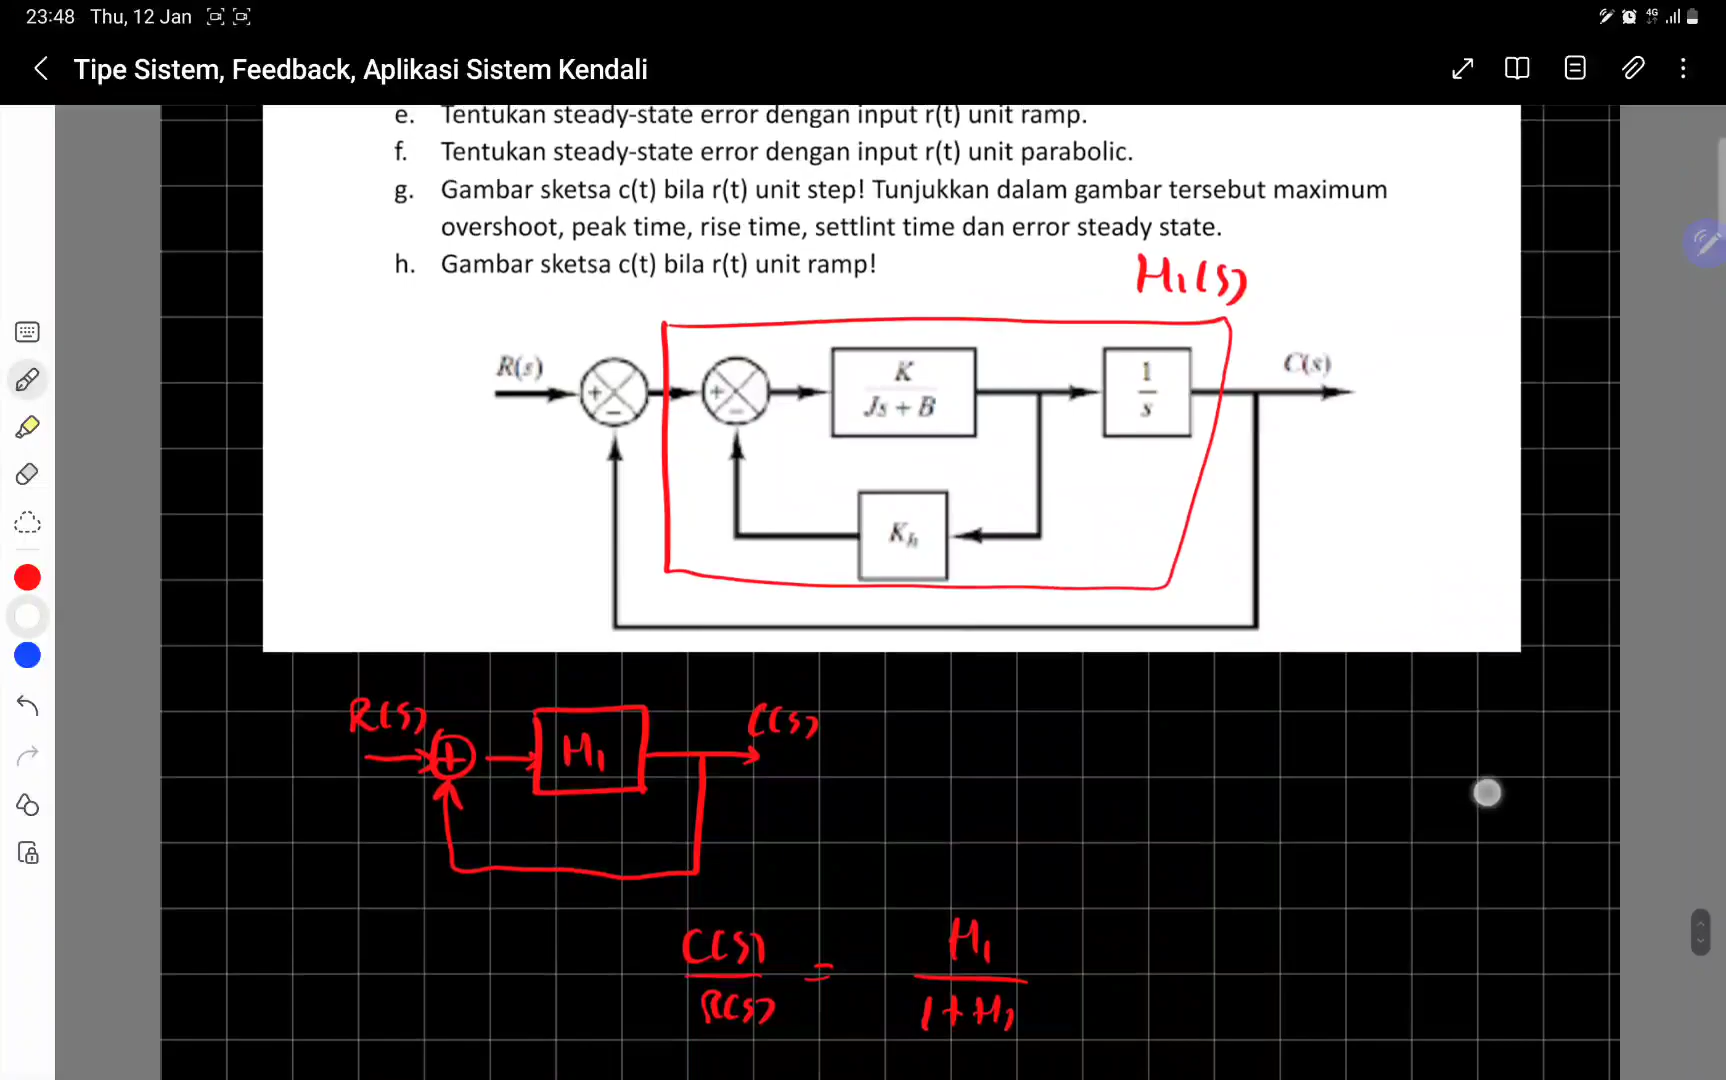 23:48 Thu, 12 Jan
4G
Tipe Sistem, Feedback, Aplikasi Sistem Kendali
e. Tentukan steady-state error dengan input r(t) unit ramp.
f. Tentukan steady-state error dengan input r(t) unit parabolic.
g. Gambar sketsa c(t) bila r(t) unit step! Tunjukkan dalam gambar tersebut maximum
overshoot, peak time, rise time, settlint time dan error steady state.
h. Gambar sketsa c(t) bila r(t) unit ramp!
H1(s)
R(s)
+
−
+
−
K
Js + B
1
s
C(s)
Kh
R(s)
+
H1
C(s)
C(s)
R(s)
=
H1
1+H1